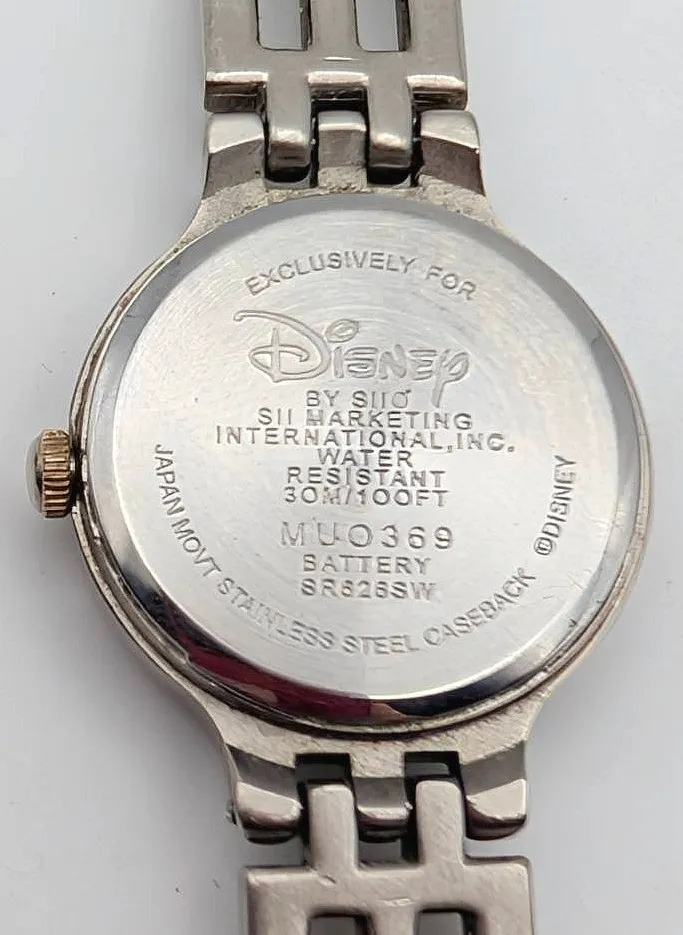 EXCLUSIVELY FOR
Disney
BY SIIO
SII MARKETING
INTERNATIONAL, INC.
WATER
RESISTANT
30M/100FT
MU0369
BATTERY
SR626SW
JAPAN MOVT STAINLESS STEEL CASEBACK ©DISNEY